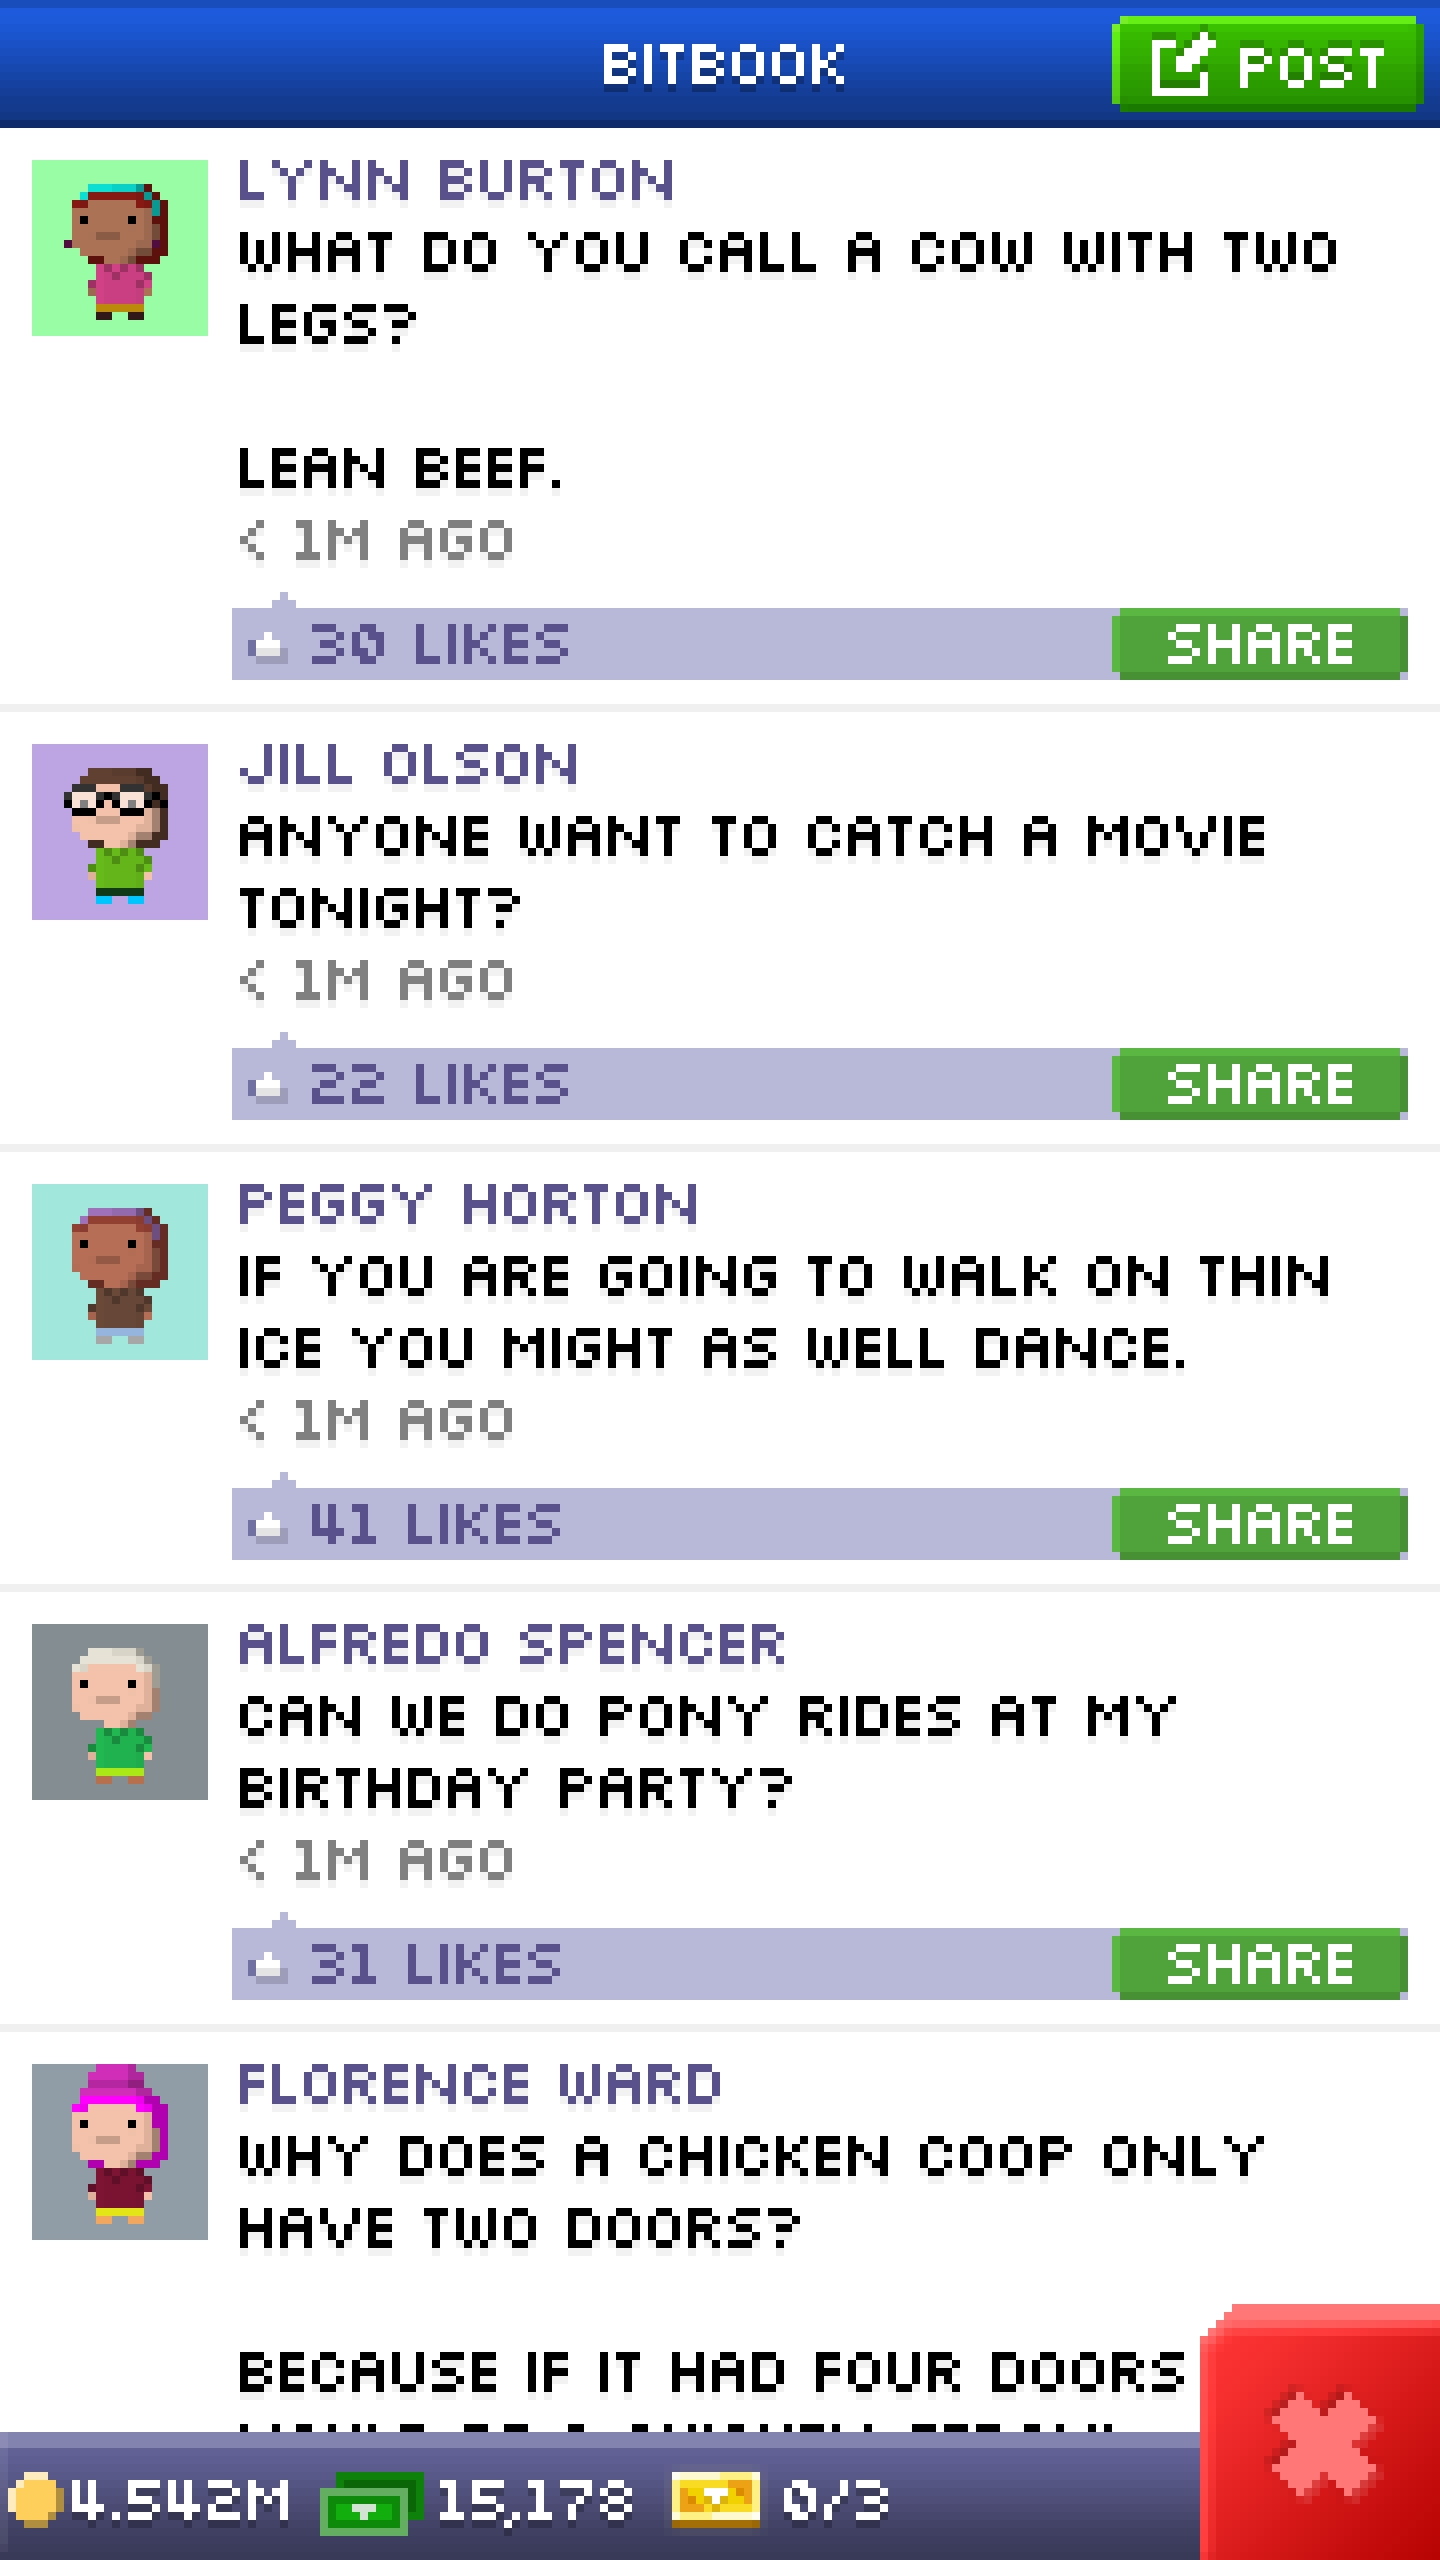 BITBOOK
POST
LYNN BURTON
WHAT DO YOU CALL A COW WITH TWO
LEGS?
LEAN BEEF.
< 1M AGO
30 LIKES
SHARE
JILL OLSON
ANYONE WANT TO CATCH A MOVIE
TONIGHT?
< 1M AGO
22 LIKES
SHARE
PEGGY HORTON
IF YOU ARE GOING TO WALK ON THIN
ICE YOU MIGHT AS WELL DANCE.
< 1M AGO
41 LIKES
SHARE
ALFREDO SPENCER
CAN WE DO PONY RIDES AT MY
BIRTHDAY PARTY?
< 1M AGO
31 LIKES
SHARE
FLORENCE WARD
WHY DOES A CHICKEN COOP ONLY
HAVE TWO DOORS?
BECAUSE IF IT HAD FOUR DOORS
4.542M
15,178
0/3